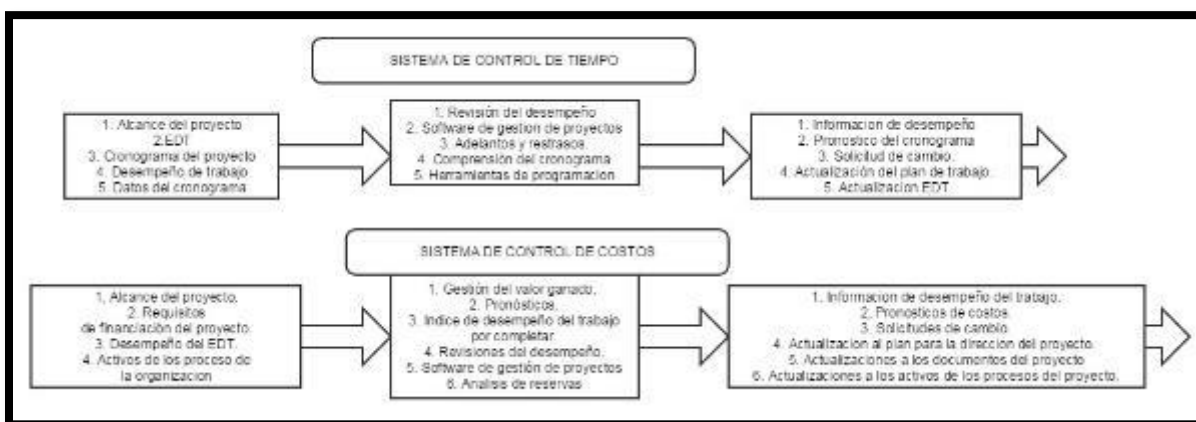 SISTEMA DE CONTROL DE TIEMPO
1. Alcance del proyecto
2.EDT
3. Cronograma del proyecto
4. Desempeño de trabajo
5. Datos del cronograma
1. Revisión del desempeño
2. Software de gestión de proyectos
3. Adelantos y restrasos.
4. Comprensión del cronograma
5. Herramientas de programacion
1. Informacion de desempeño
2. Pronostico del cronograma
3. Solicitud de cambio.
4. Actualización del plan de trabajo.
5. Actualizacion EDT
SISTEMA DE CONTROL DE COSTOS
1. Alcance del proyecto.
2. Requisitos
de financiación del proyecto
3. Desempeño del EDT.
4. Activos de los proceso de
la organizacion
1. Gestión del valor ganado.
2. Pronósticos.
3. Indice de desempeño del trabajo
por completar.
4. Revisiones del desempeño.
5. Software de gestión de proyectos
6. Analisis de reservas
1. Informacion de desempeño del trabajo.
2. Pronosticos de costos.
3. Solicitudes de cambio
4. Actualizacion al plan para la direccion del proyecto.
5. Actualizaciones a los documentos del proyecto
6. Actualizaciones a los activos de los procesos del proyecto.